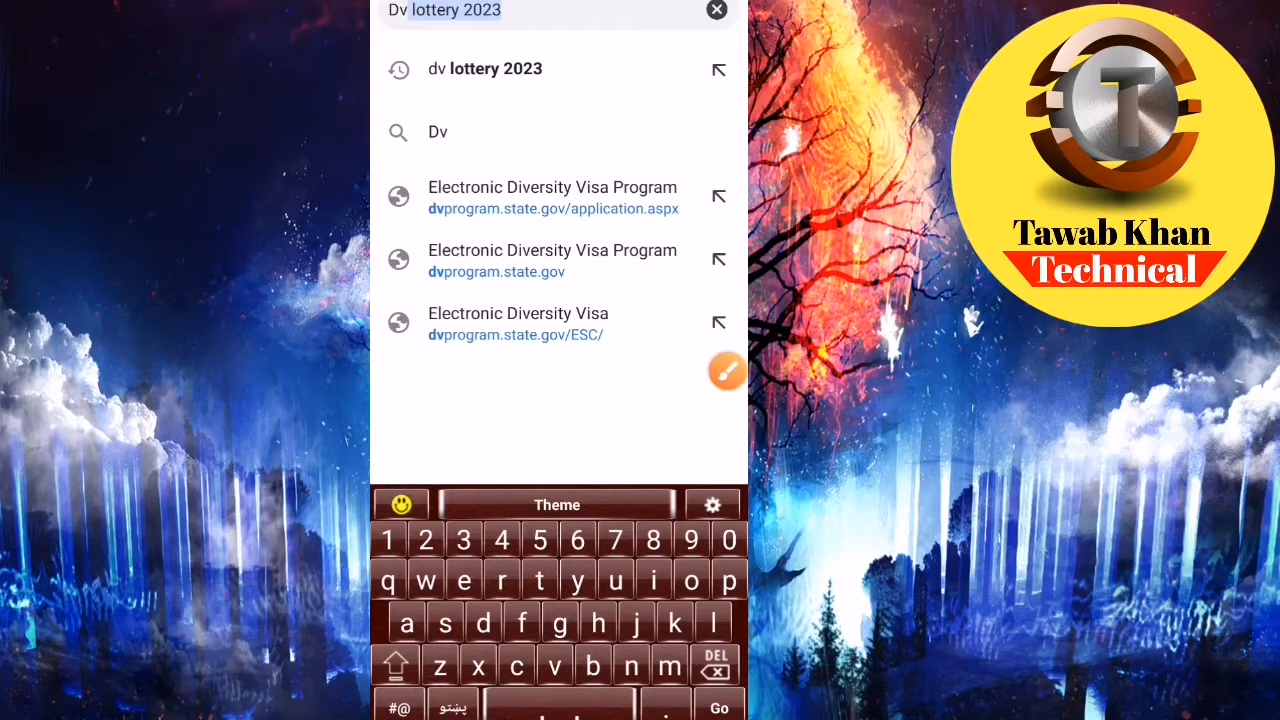 Dv lottery 2023
dv lottery 2023
Dv
Electronic Diversity Visa Program
dvprogram.state.gov/application.aspx
Electronic Diversity Visa Program
dvprogram.state.gov
Electronic Diversity Visa
dvprogram.state.gov/ESC/
T
Tawab Khan
Technical
Theme
1 2 3 4 5 6 7 8 9 0
q w e r t y u i o p
a s d f g h j k l
z x c v b n m DEL
#@ پښتو Go